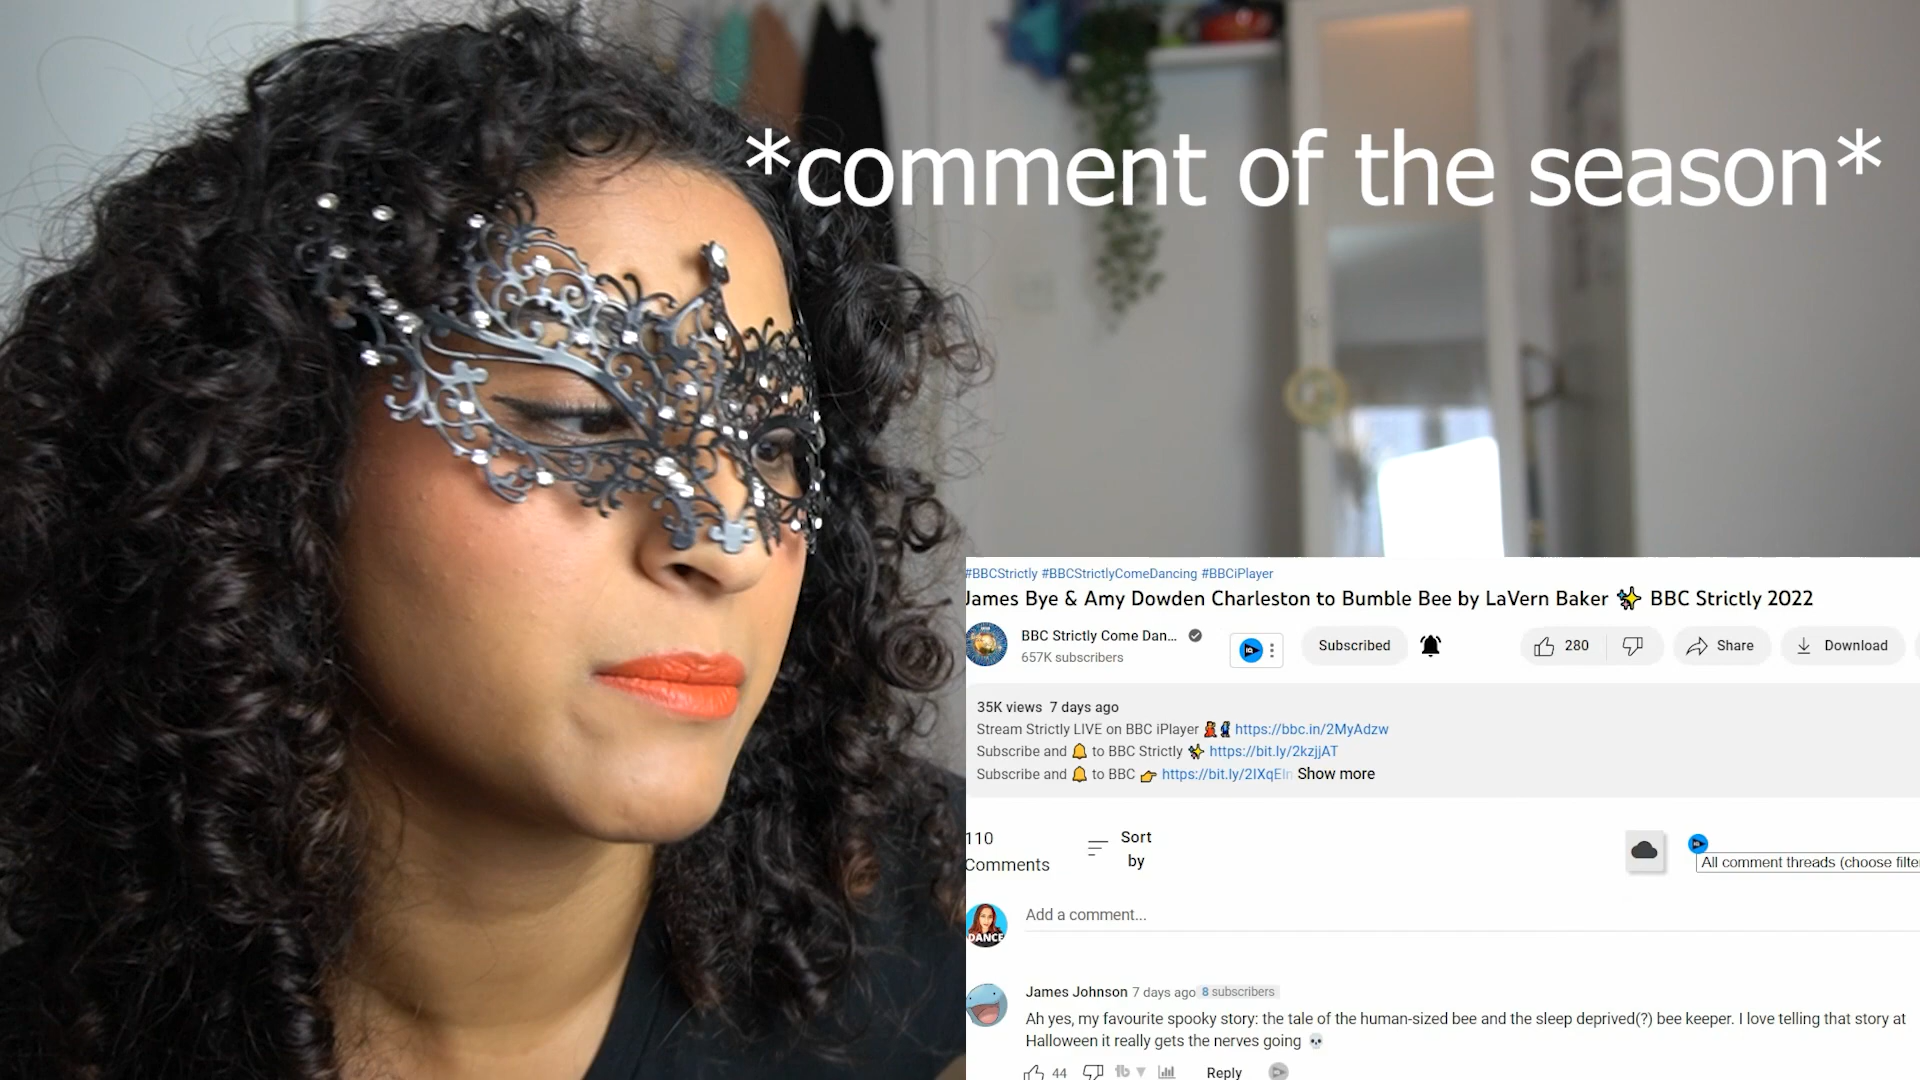 *comment of the season*
#BBCStrictly #BBCStrictlyComeDancing #BBCiPlayer
James Bye & Amy Dowden Charleston to Bumble Bee by LaVern Baker ✨ BBC Strictly 2022
BBC Strictly Come Dan...
657K subscribers
Subscribed
280
Share
Download
35K views 7 days ago
Stream Strictly LIVE on BBC iPlayer 💃🕺 https://bbc.in/2MyAdzw
Subscribe and 🔔 to BBC Strictly ✨ https://bit.ly/2kzjjAT
Subscribe and 🔔 to BBC 👉 https://bit.ly/2IXqEIn Show more
110
Comments
Sort
by
All comment threads (choose filte
DANCE
Add a comment...
James Johnson 7 days ago 8 subscribers
Ah yes, my favourite spooky story: the tale of the human-sized bee and the sleep deprived(?) bee keeper. I love telling that story at
Halloween it really gets the nerves going 💀
44
Reply